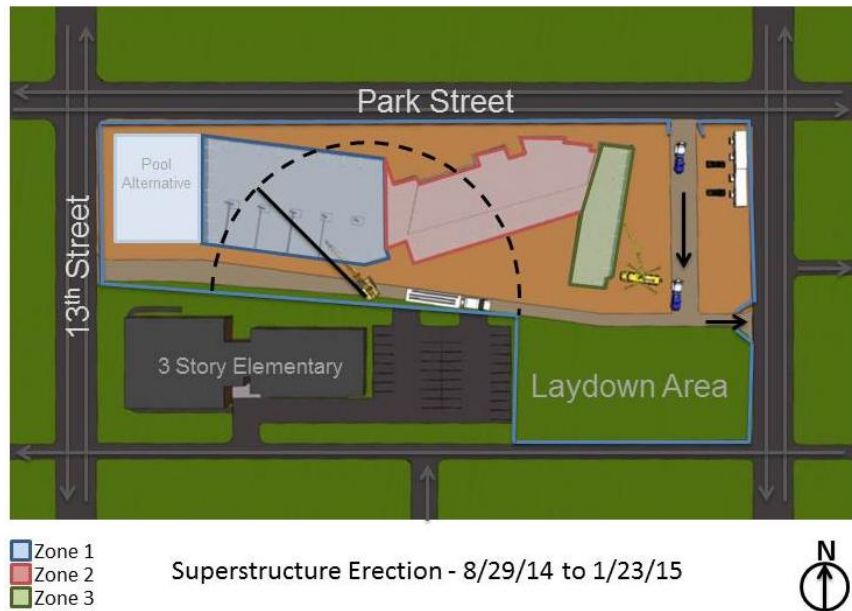 Park Street
Pool
Alternative
13th Street
3 Story Elementary
Laydown Area
Zone 1
Zone 2
Zone 3
Superstructure Erection - 8/29/14 to 1/23/15
N